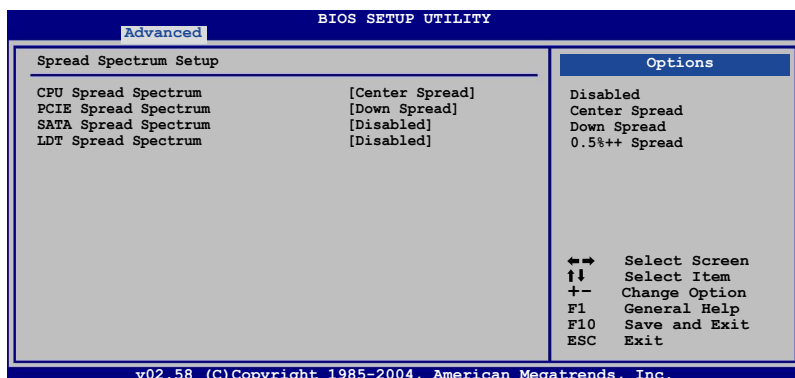 BIOS SETUP UTILITY
Advanced
Spread Spectrum Setup
CPU Spread Spectrum [Center Spread]
PCIE Spread Spectrum [Down Spread]
SATA Spread Spectrum [Disabled]
LDT Spread Spectrum [Disabled]
Options
Disabled
Center Spread
Down Spread
0.5%++ Spread
←→ Select Screen
↑↓ Select Item
+- Change Option
F1 General Help
F10 Save and Exit
ESC Exit
v02.58 (C)Copyright 1985-2004, American Megatrends, Inc.